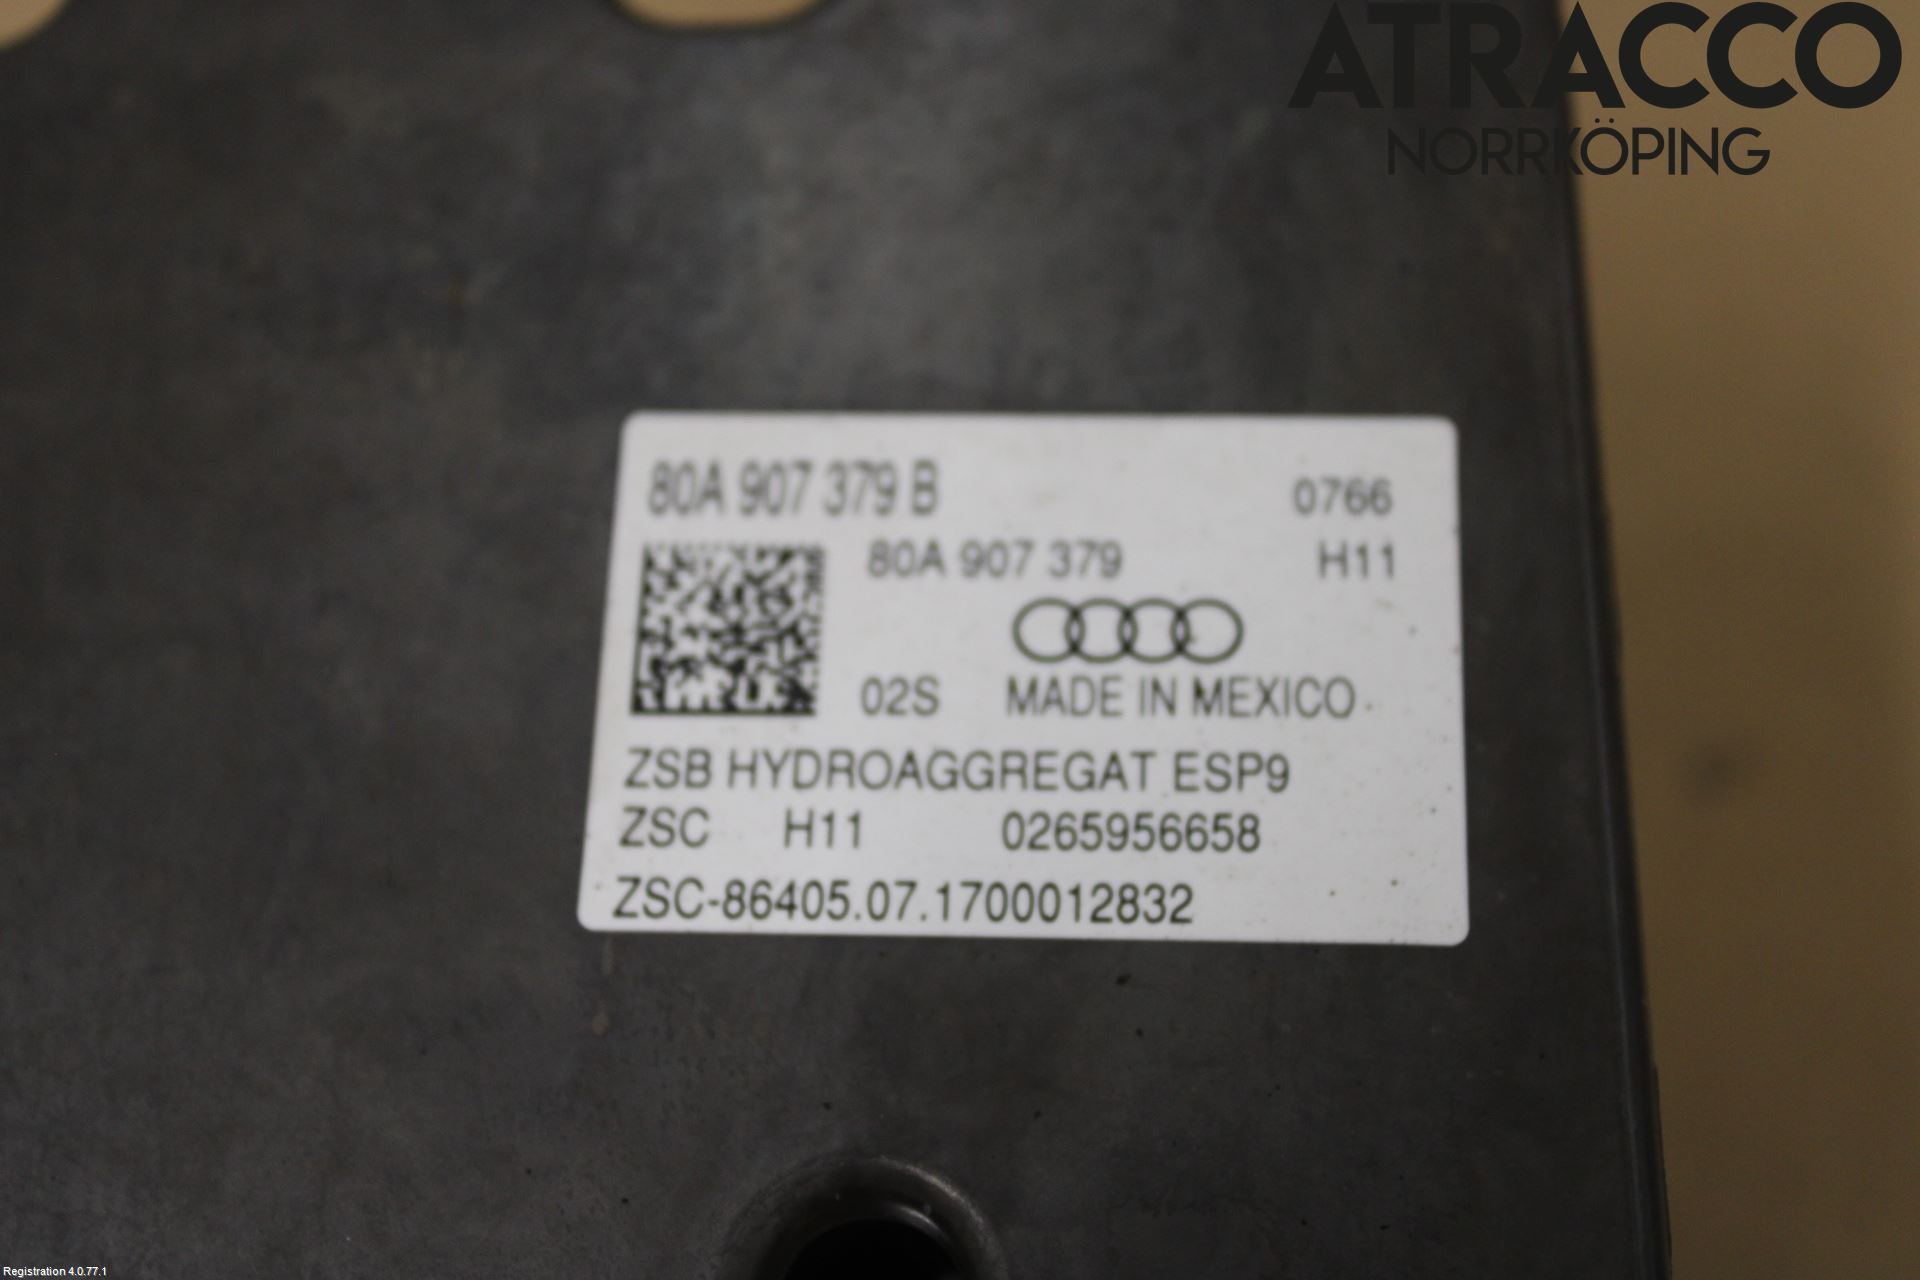 ATRACCO
NORRKÖPING
80A 907 379 B 0766
80A 907 379 H11
02S MADE IN MEXICO
ZSB HYDROAGGREGAT ESP9
ZSC H11 0265956658
ZSC-86405.07.1700012832
Registration 4.0.77.1